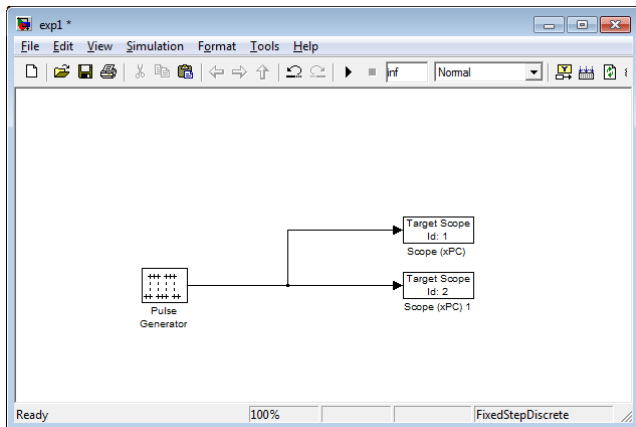 exp1 *
File Edit View Simulation Format Tools Help
inf Normal
Target Scope
Id: 1
Scope (xPC)
Target Scope
Id: 2
Scope (xPC) 1
Pulse
Generator
Ready 100% FixedStepDiscrete